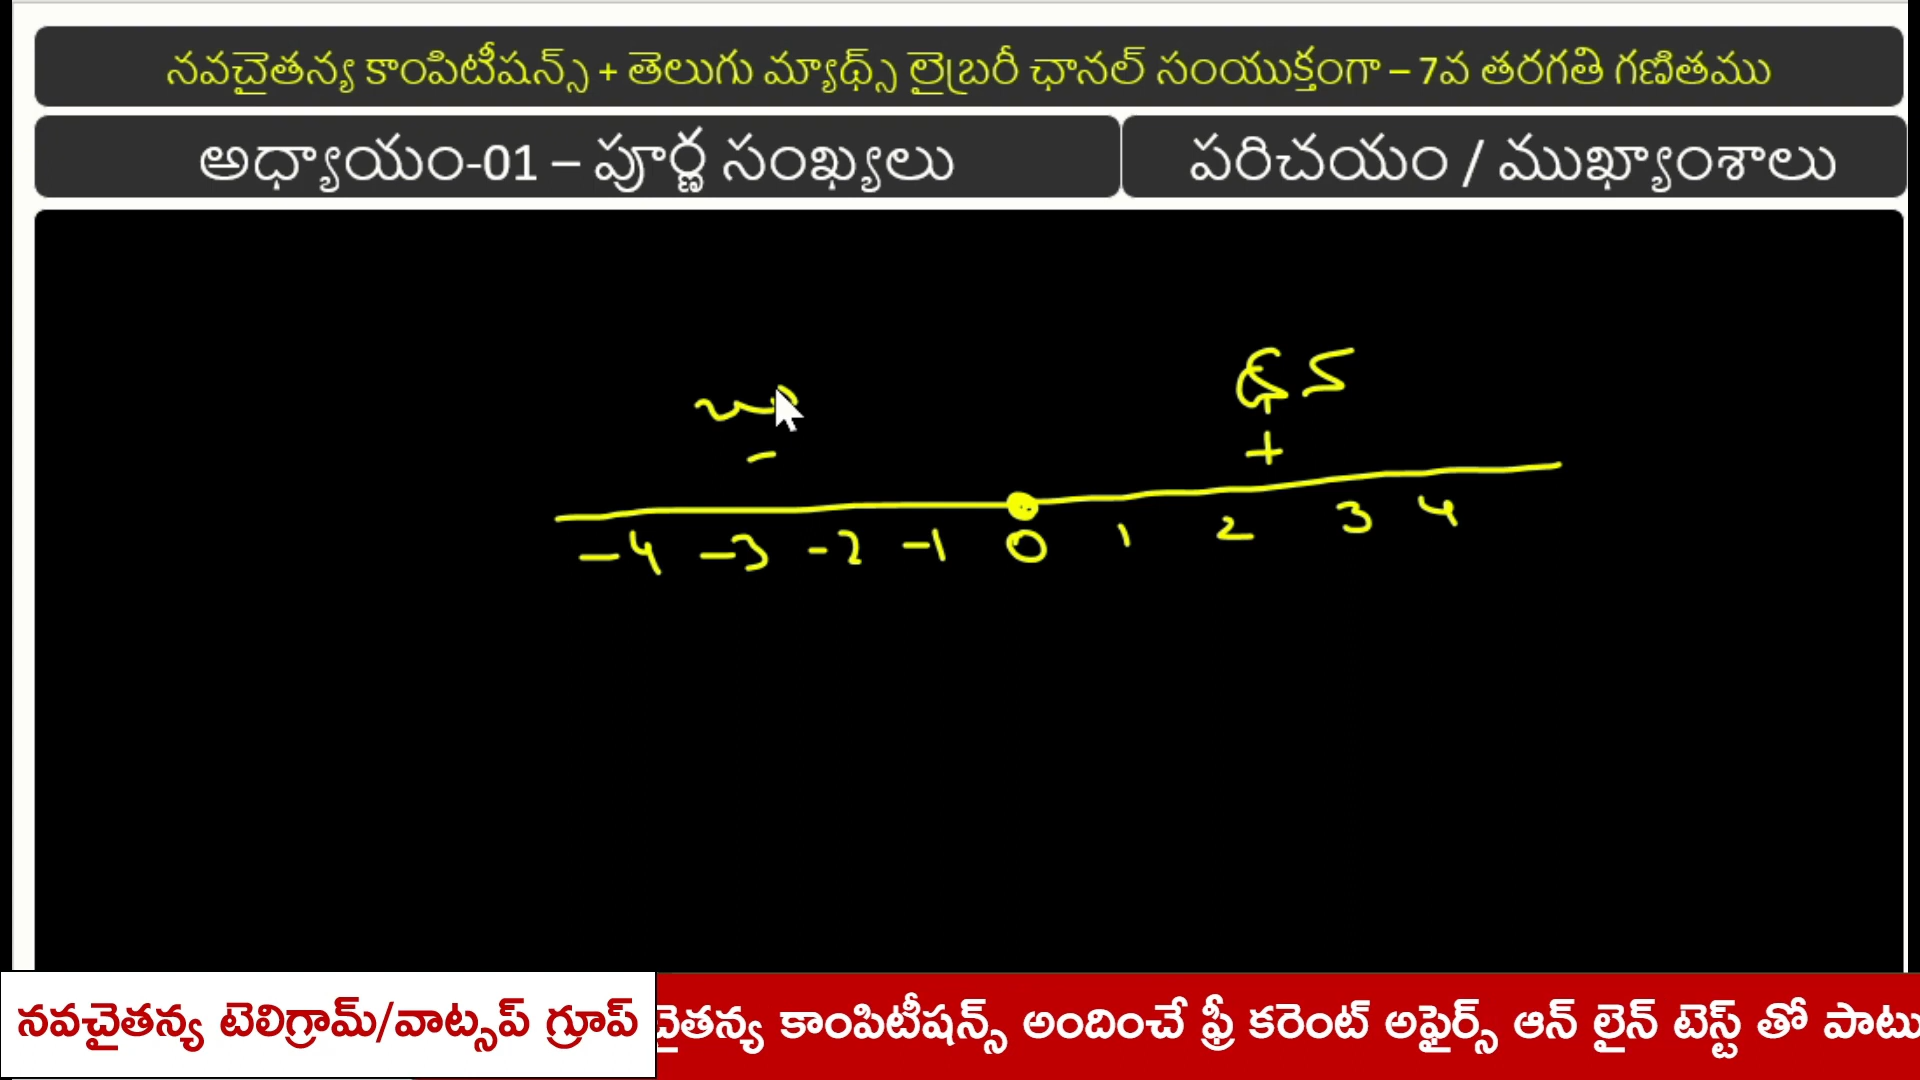 నవచైతన్య కాంపిటీషన్స్ + తెలుగు మ్యాథ్స్ లైబ్రరీ ఛానల్ సంయుక్తంగా – 7వ తరగతి గణితము
అధ్యాయం-01 – పూర్ణ సంఖ్యలు
పరిచయం / ముఖ్యాంశాలు
ధన
- +
-4 -3 -2 -1 0 1 2 3 4
నవచైతన్య టెలిగ్రామ్/వాట్సప్ గ్రూప్
చైతన్య కాంపిటీషన్స్ అందించే ఫ్రీ కరెంట్ అఫైర్స్ ఆన్ లైన్ టెస్ట్ తో పాటు